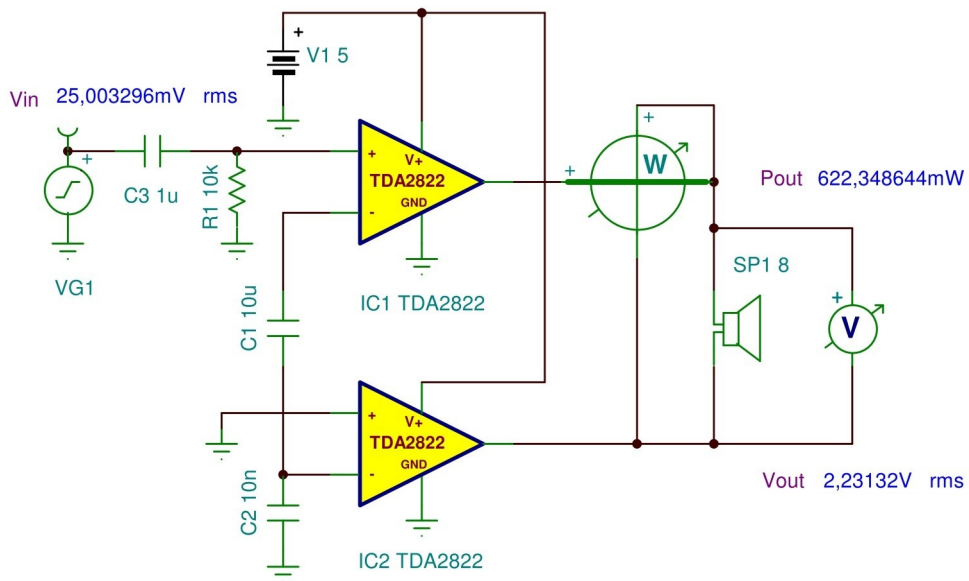 V1 5
Vin 25,003296mV rms
+
C3 1u
R1 10k
VG1
+
-
V+
TDA2822
GND
IC1 TDA2822
C1 10u
+
W
+
Pout 622,348644mW
SP1 8
+
V
+
-
V+
TDA2822
GND
IC2 TDA2822
C2 10n
Vout 2,23132V rms
+